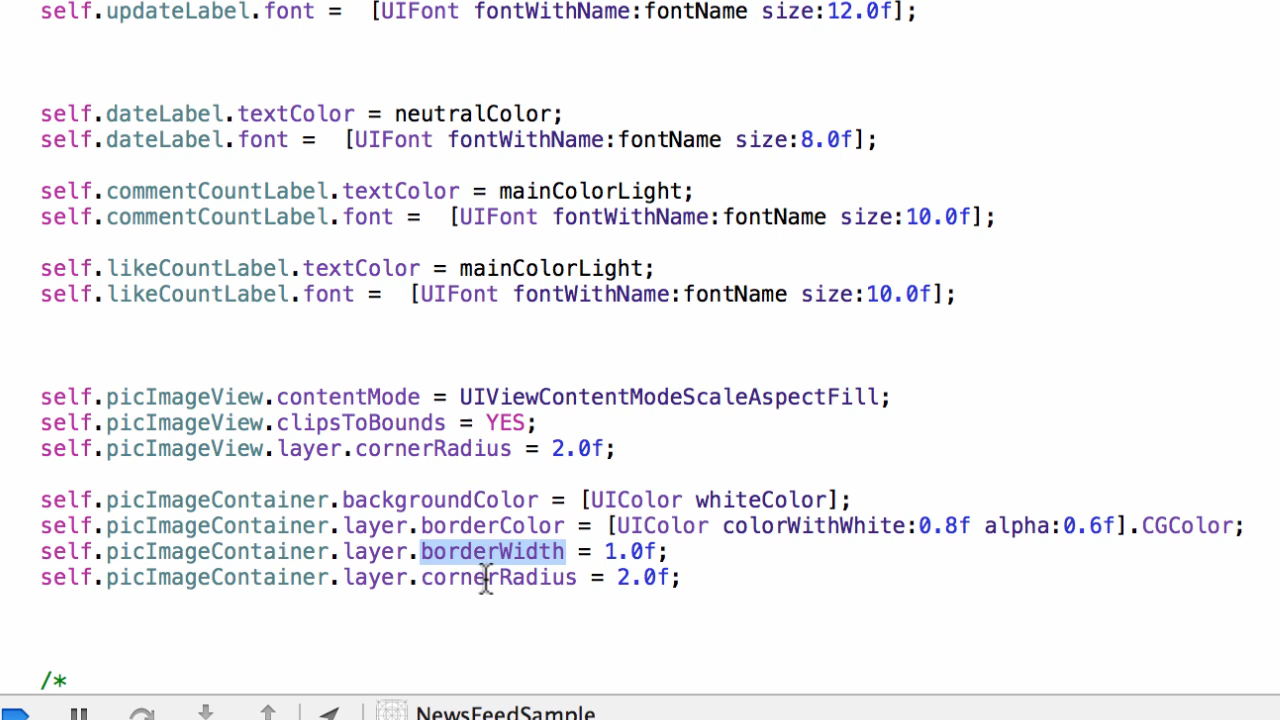 self.updateLabel.font =  [UIFont fontWithName:fontName size:12.0f];
self.dateLabel.textColor = neutralColor;
self.dateLabel.font =  [UIFont fontWithName:fontName size:8.0f];
self.commentCountLabel.textColor = mainColorLight;
self.commentCountLabel.font =  [UIFont fontWithName:fontName size:10.0f];
self.likeCountLabel.textColor = mainColorLight;
self.likeCountLabel.font =  [UIFont fontWithName:fontName size:10.0f];
self.picImageView.contentMode = UIViewContentModeScaleAspectFill;
self.picImageView.clipsToBounds = YES;
self.picImageView.layer.cornerRadius = 2.0f;
self.picImageContainer.backgroundColor = [UIColor whiteColor];
self.picImageContainer.layer.borderColor = [UIColor colorWithWhite:0.8f alpha:0.6f].CGColor;
self.picImageContainer.layer.borderWidth = 1.0f;
self.picImageContainer.layer.cornerRadius = 2.0f;
/*
NewsFeedSample